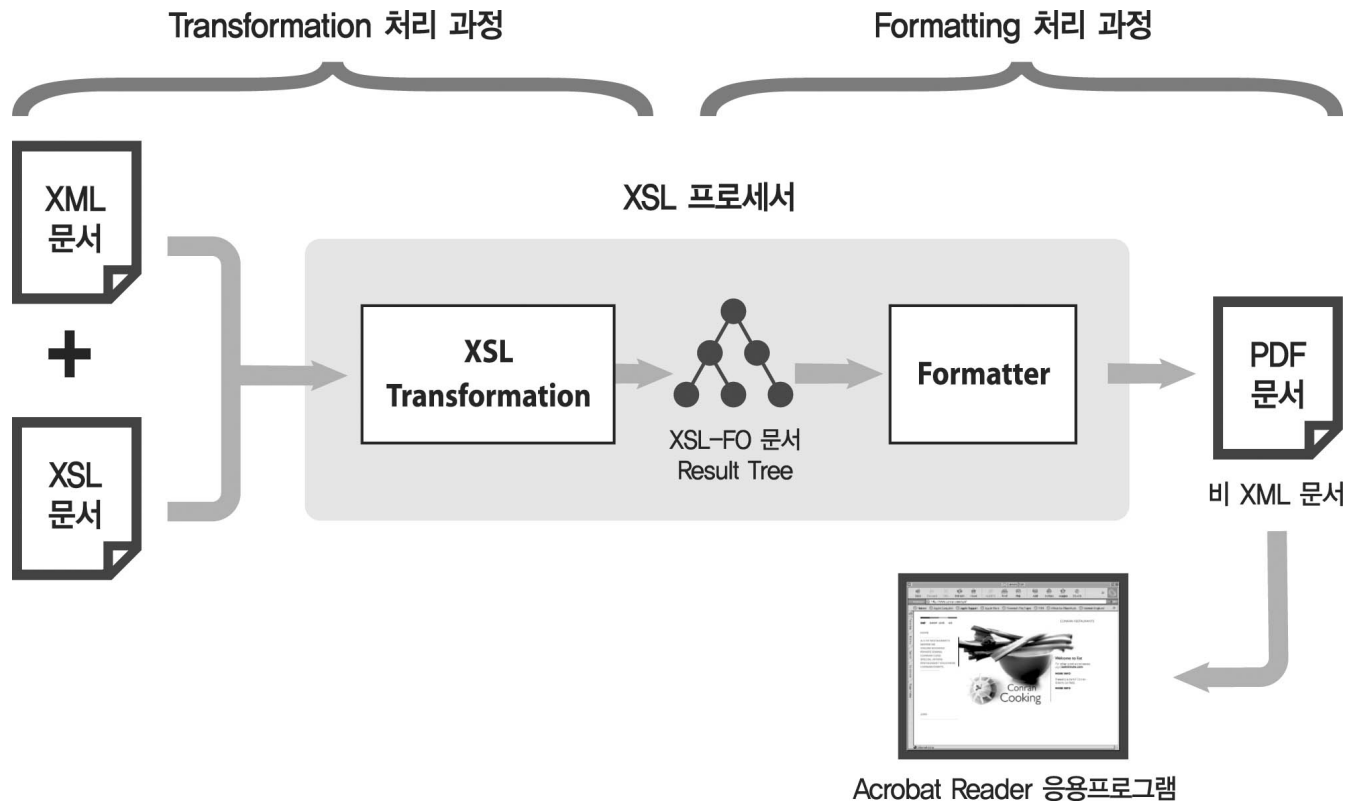 Transformation 처리 과정
Formatting 처리 과정
XML
문서
+
XSL
문서
XSL 프로세서
XSL
Transformation
XSL-FO 문서
Result Tree
Formatter
PDF
문서
비 XML 문서
Conran
Cooking
Acrobat Reader 응용프로그램